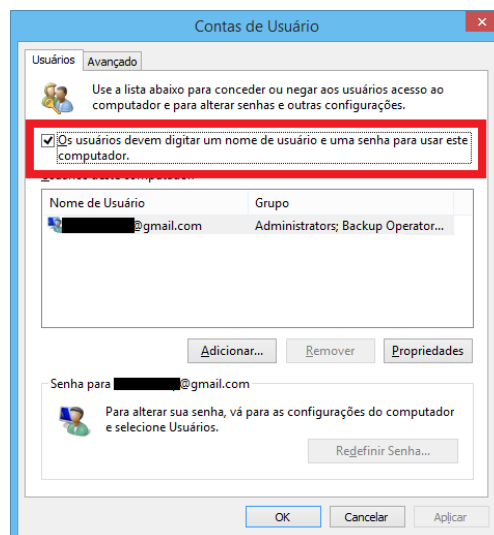 Contas de Usuário
Usuários Avançado
Use a lista abaixo para conceder ou negar aos usuários acesso ao
computador e para alterar senhas e outras configurações.
Os usuários devem digitar um nome de usuário e uma senha para usar este
computador.
Nome de Usuário Grupo
@gmail.com Administrators; Backup Operator...
Adicionar... Remover Propriedades
Senha para @gmail.com
Para alterar sua senha, vá para as configurações do computador
e selecione Usuários.
Redefinir Senha...
OK Cancelar Aplicar